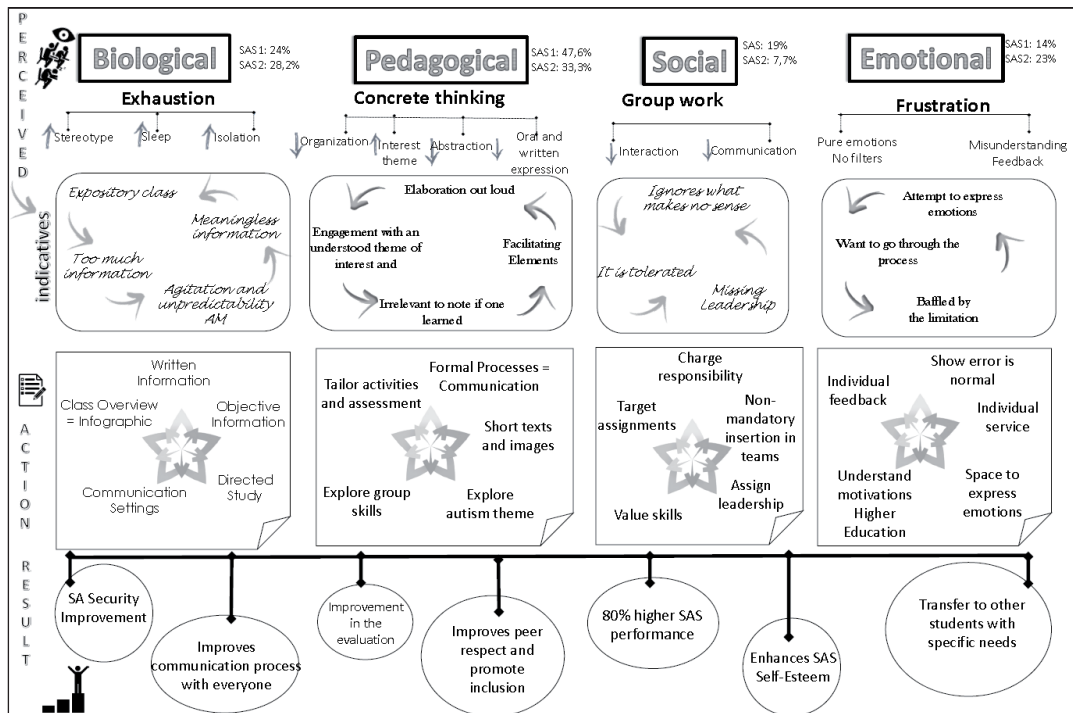 PERCEIVED
indicatives
Biological
SAS1: 24%
SAS2: 28,2%
Exhaustion
Stereotype
Sleep
Isolation
Expository class
Meaningless
information
Too much
information
Agitation and
unpredictability
AM
Pedagogical
SAS1: 47,6%
SAS2: 33,3%
Concrete thinking
Organization
Interest
theme
Abstraction
Oral and
written
expression
Elaboration out loud
Engagement with an
understood theme of
interest and
Facilitating
Elements
Irrelevant to note if one
learned
Social
SAS: 19%
SAS2: 7,7%
Group work
Interaction
Communication
Ignores what
makes no sense
It is tolerated
Missing
Leadership
Emotional
SAS1: 14%
SAS2: 23%
Frustration
Pure emotions
No filters
Misunderstanding
Feedback
Attempt to express
emotions
Want to go through the
process
Baffled by
the limitation
ACTION
Written
Information
Class Overview
= Infographic
Objective
Information
Communication
Settings
Directed
Study
Formal Processes =
Communication
Tailor activities
and assessment
Short texts
and images
Explore group
skills
Explore
autism theme
Charge
responsibility
Target
assignments
Non-
mandatory
insertion in
teams
Assign
leadership
Value skills
Show error is
normal
Individual
feedback
Individual
service
Understand
motivations
Higher
Education
Space to
express
emotions
RESULT
SA Security
Improvement
Improves
communication process
with everyone
Improvement
in the
evaluation
Improves peer
respect and
promote
inclusion
80% higher SAS
performance
Enhances SAS
Self-Esteem
Transfer to other
students with
specific needs